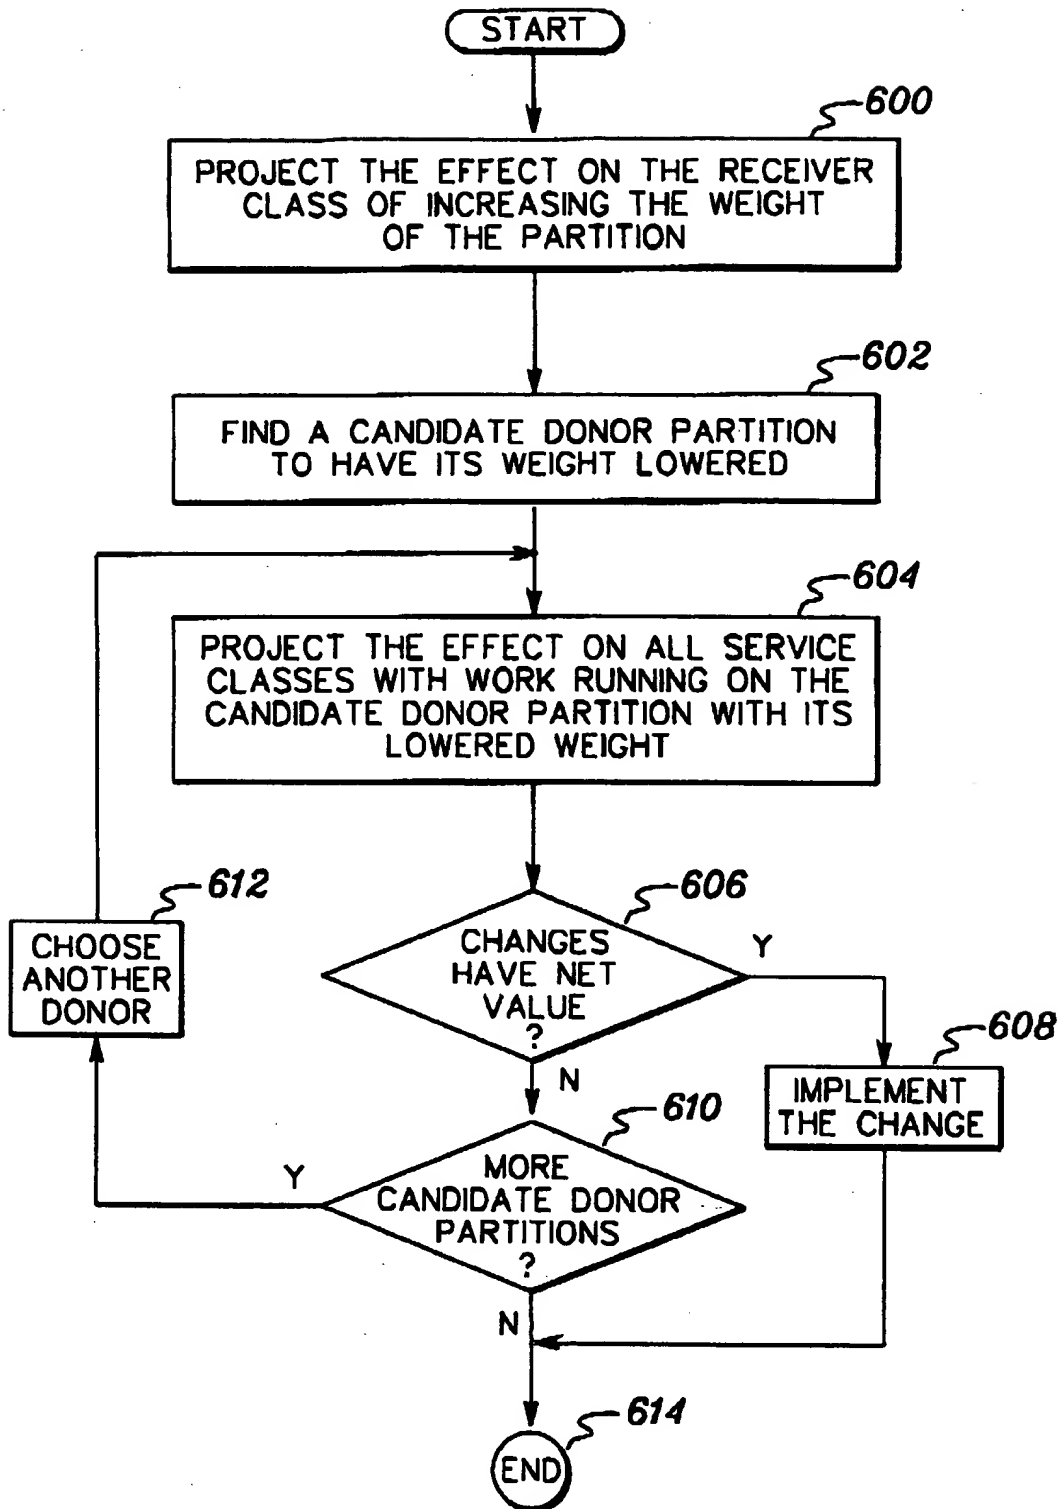 START
600
PROJECT THE EFFECT ON THE RECEIVER
CLASS OF INCREASING THE WEIGHT
OF THE PARTITION
602
FIND A CANDIDATE DONOR PARTITION
TO HAVE ITS WEIGHT LOWERED
604
PROJECT THE EFFECT ON ALL SERVICE
CLASSES WITH WORK RUNNING ON THE
CANDIDATE DONOR PARTITION WITH ITS
LOWERED WEIGHT
612
CHOOSE
ANOTHER
DONOR
606
CHANGES
HAVE NET
VALUE
?
Y
N
608
IMPLEMENT
THE CHANGE
610
MORE
CANDIDATE DONOR
PARTITIONS
?
Y
N
614
END